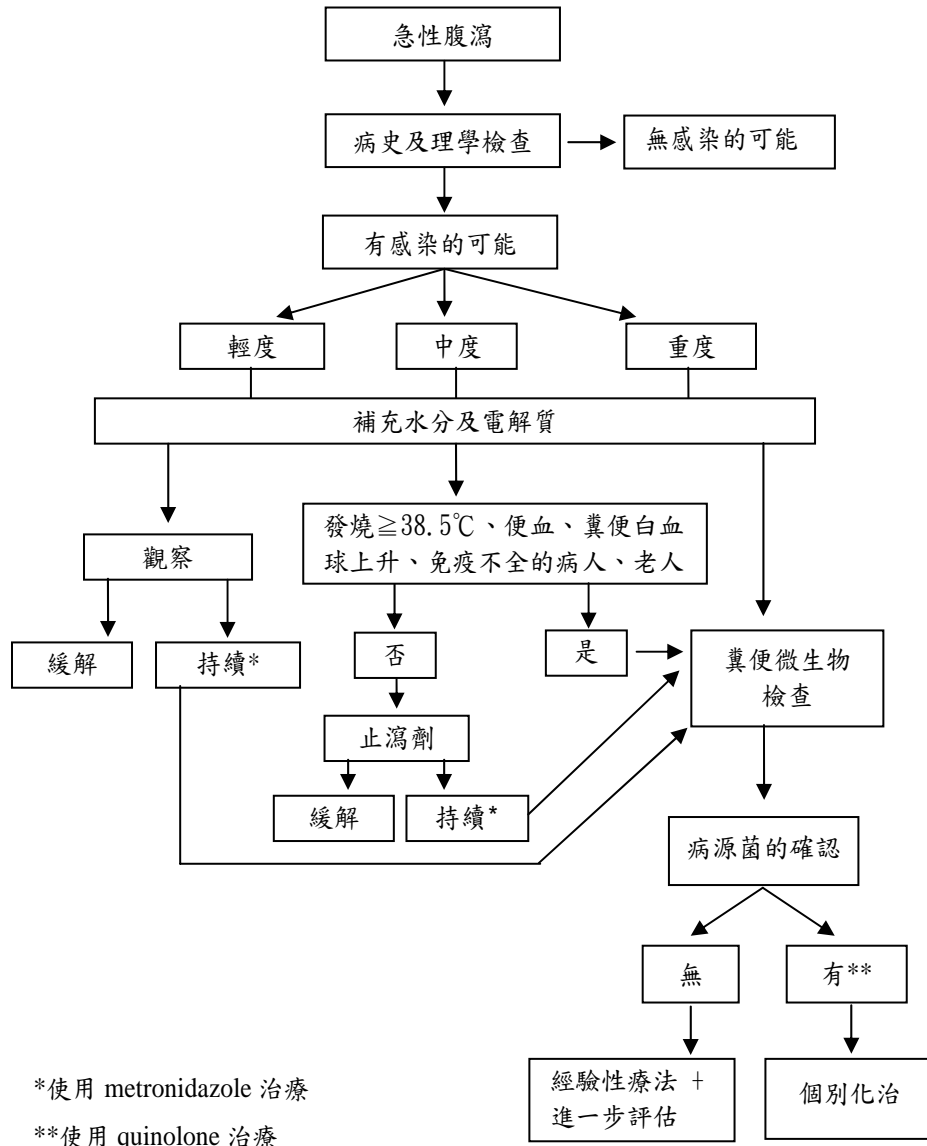 急性腹瀉
病史及理學檢查
無感染的可能
有感染的可能
輕度
中度
重度
補充水分及電解質
觀察
發燒≧38.5℃、便血、糞便白血
球上升、免疫不全的病人、老人
緩解
持續*
否
是
糞便微生物
檢查
止瀉劑
緩解
持續*
病源菌的確認
無
有**
經驗性療法 +
進一步評估
個別化治
*使用 metronidazole 治療
**使用 quinolone 治療